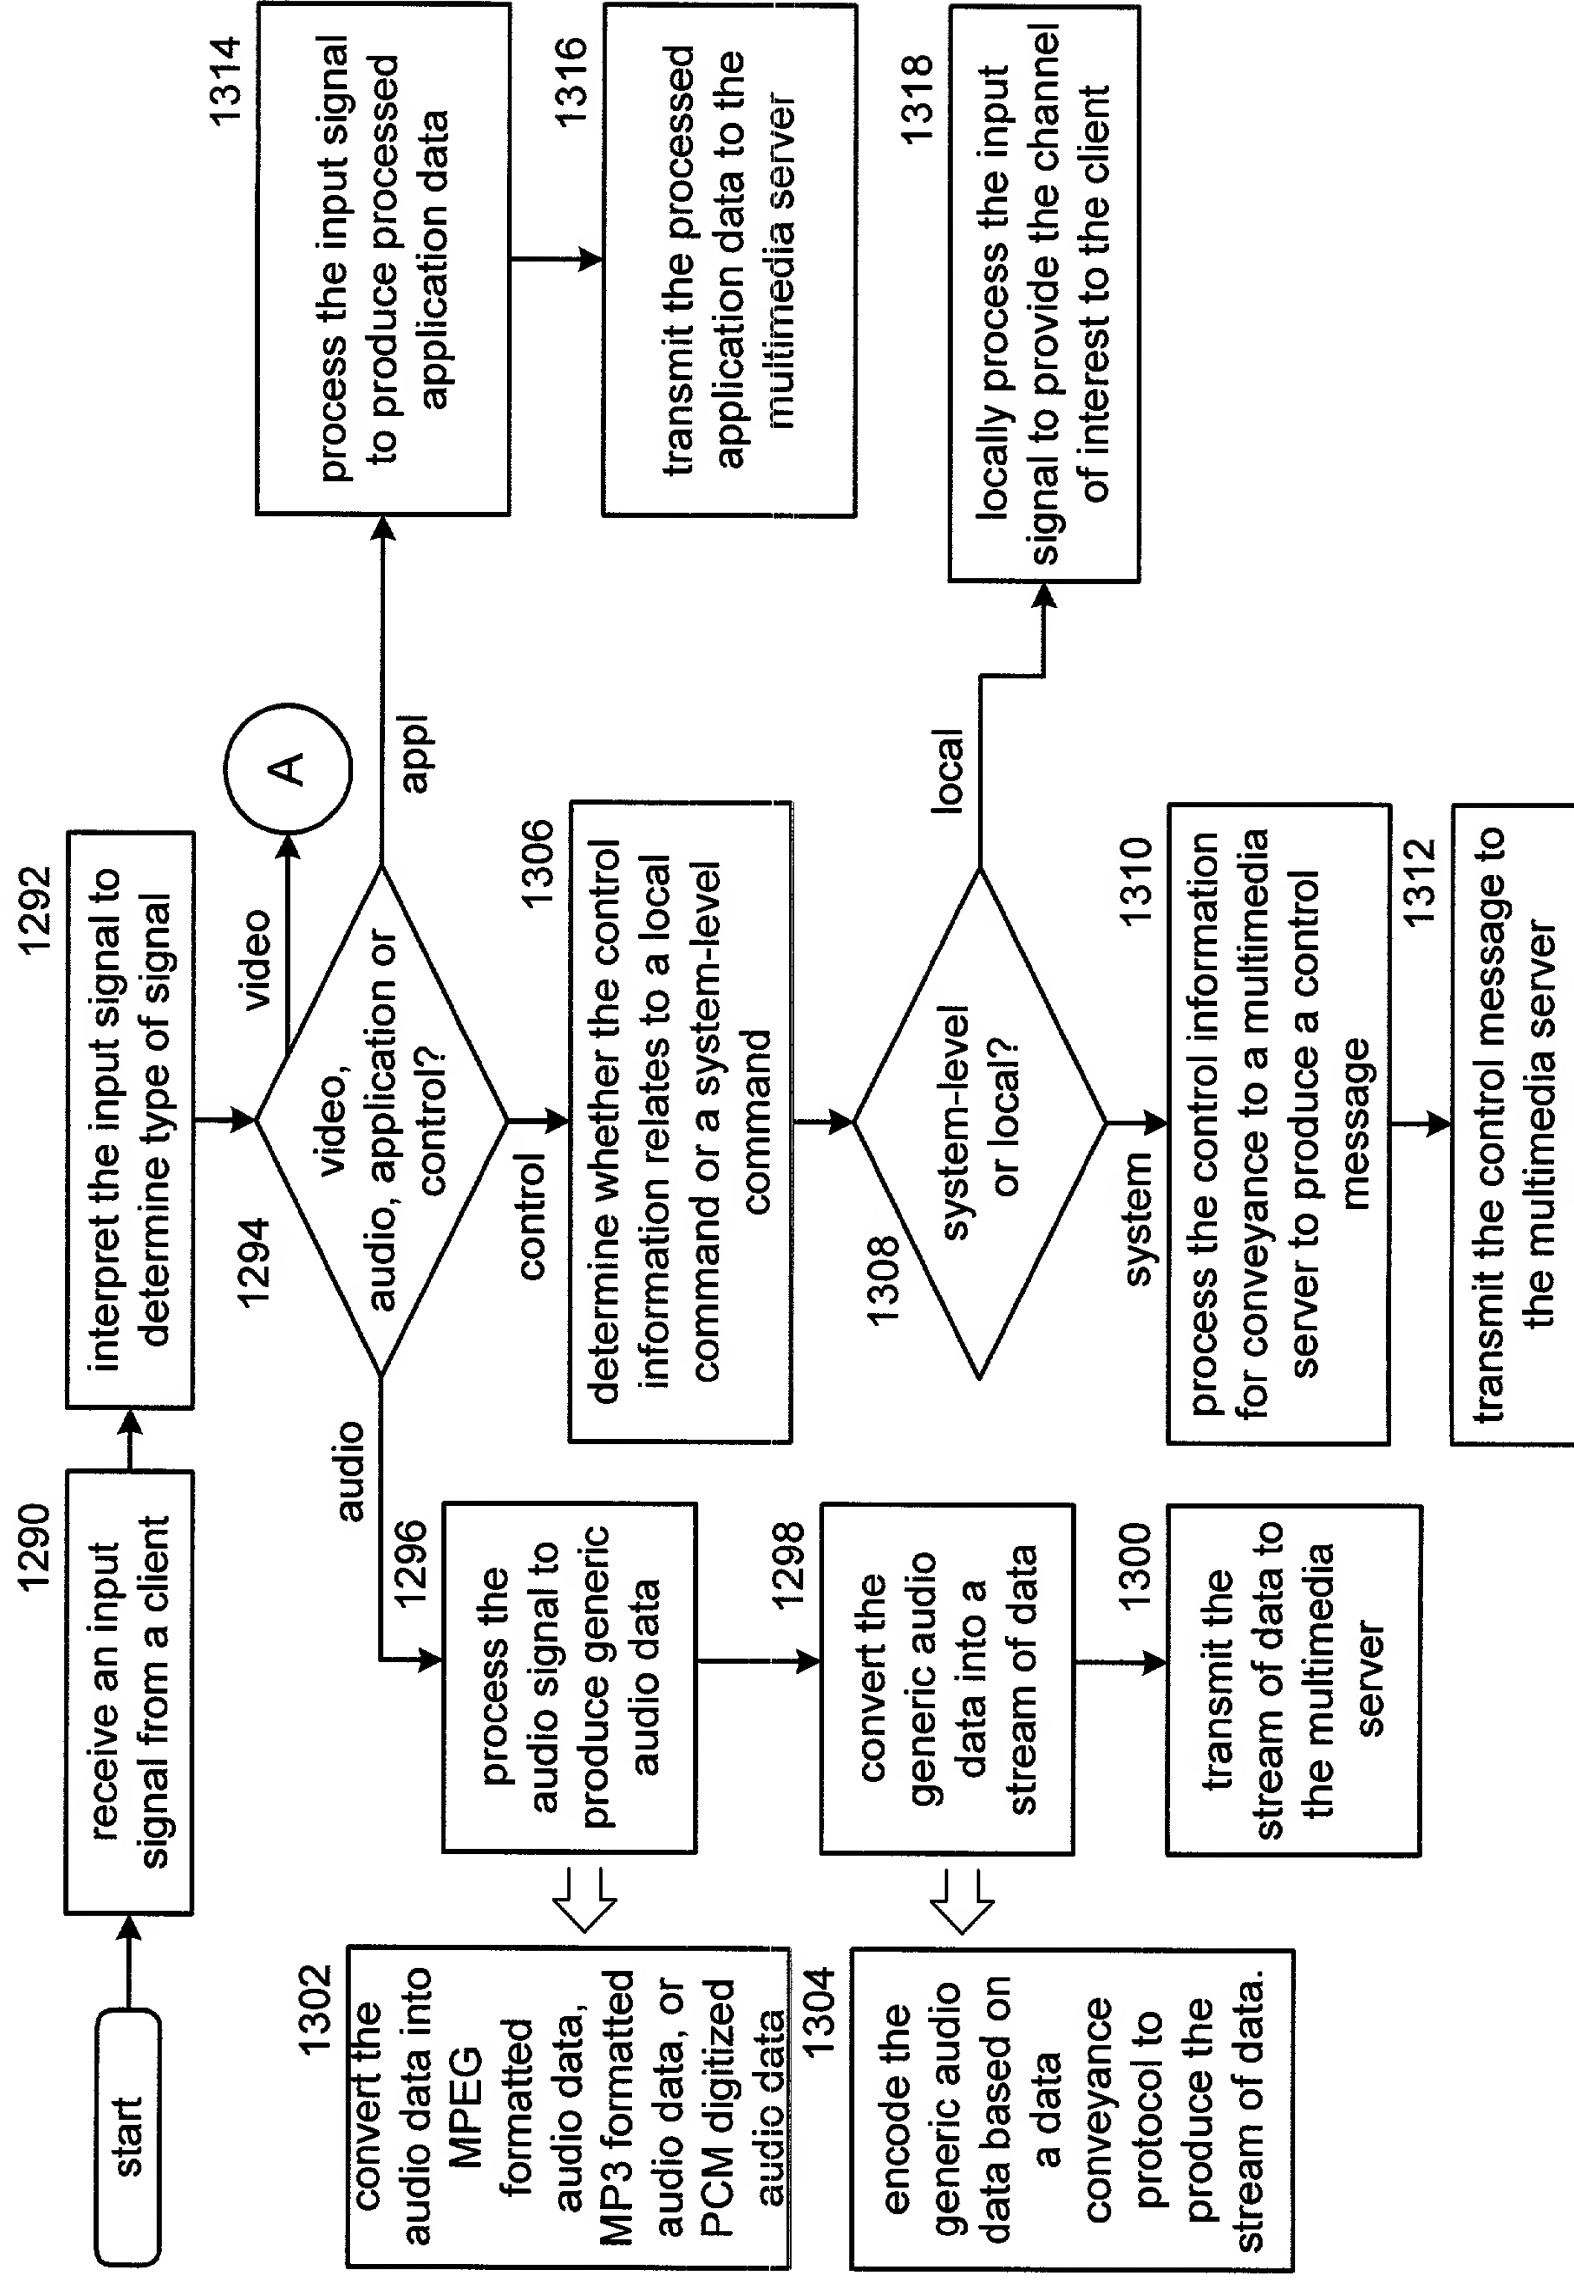 start
1290
receive an input
signal from a client
1292
interpret the input signal to
determine type of signal
1294
video,
audio, application or
control?
video
A
appl
1314
process the input signal
to produce processed
application data
1316
transmit the processed
application data to the
multimedia server
audio
1296
process the
audio signal to
produce generic
audio data
1302
convert the
audio data into
MPEG
formatted
audio data,
MP3 formatted
audio data, or
PCM digitized
audio data
1298
convert the
generic audio
data into a
stream of data
1304
encode the
generic audio
data based on
a data
conveyance
protocol to
produce the
stream of data.
1300
transmit the
stream of data to
the multimedia
server
control
1306
determine whether the control
information relates to a local
command or a system-level
command
1308
system-level
or local?
local
1318
locally process the input
signal to provide the channel
of interest to the client
system
1310
process the control information
for conveyance to a multimedia
server to produce a control
message
1312
transmit the control message to
the multimedia server